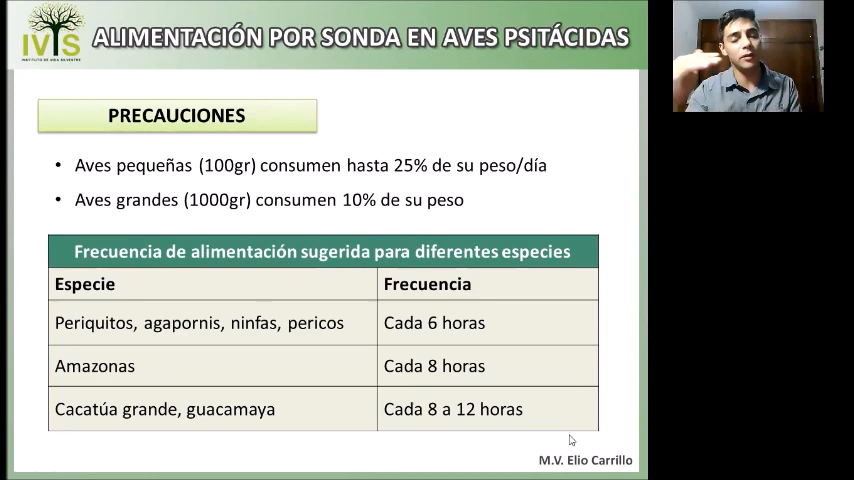 IVIS
INSTITUTO DE VIDA SILVESTRE
ALIMENTACIÓN POR SONDA EN AVES PSITÁCIDAS
PRECAUCIONES
• Aves pequeñas (100gr) consumen hasta 25% de su peso/día
• Aves grandes (1000gr) consumen 10% de su peso
Frecuencia de alimentación sugerida para diferentes especies
Especie Frecuencia
Periquitos, agapornis, ninfas, pericos Cada 6 horas
Amazonas Cada 8 horas
Cacatúa grande, guacamaya Cada 8 a 12 horas
M.V. Elio Carrillo